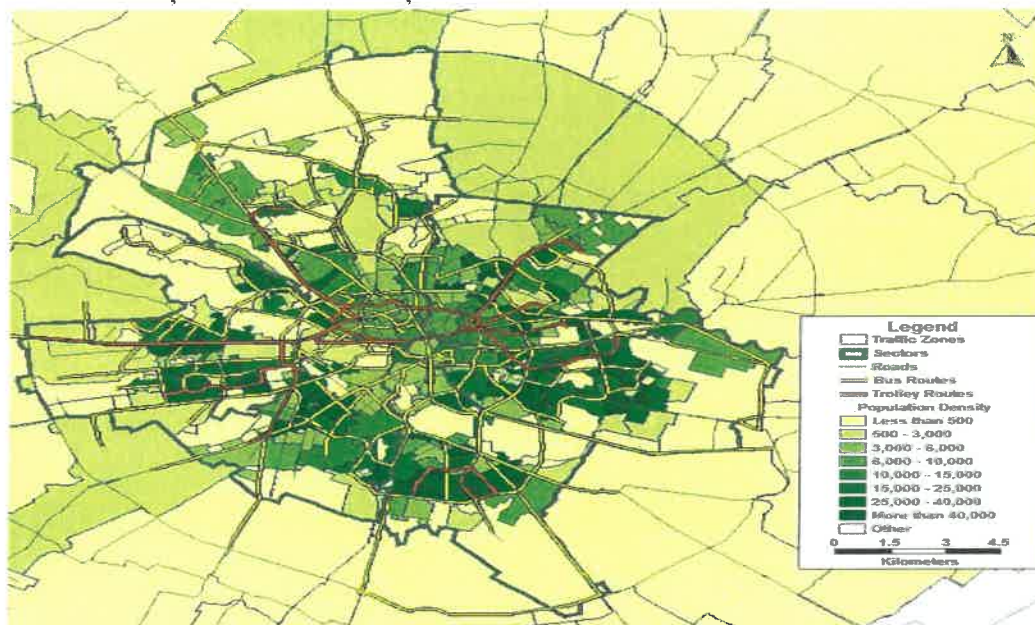 N
Legend
Traffic Zones
Sectors
Roads
Bus Routes
Trolley Routes
Population Density
Less than 500
500 - 3,000
3,000 - 6,000
6,000 - 10,000
10,000 - 15,000
15,000 - 25,000
25,000 - 40,000
More than 40,000
Other
0 1.5 3 4.5
Kilometers